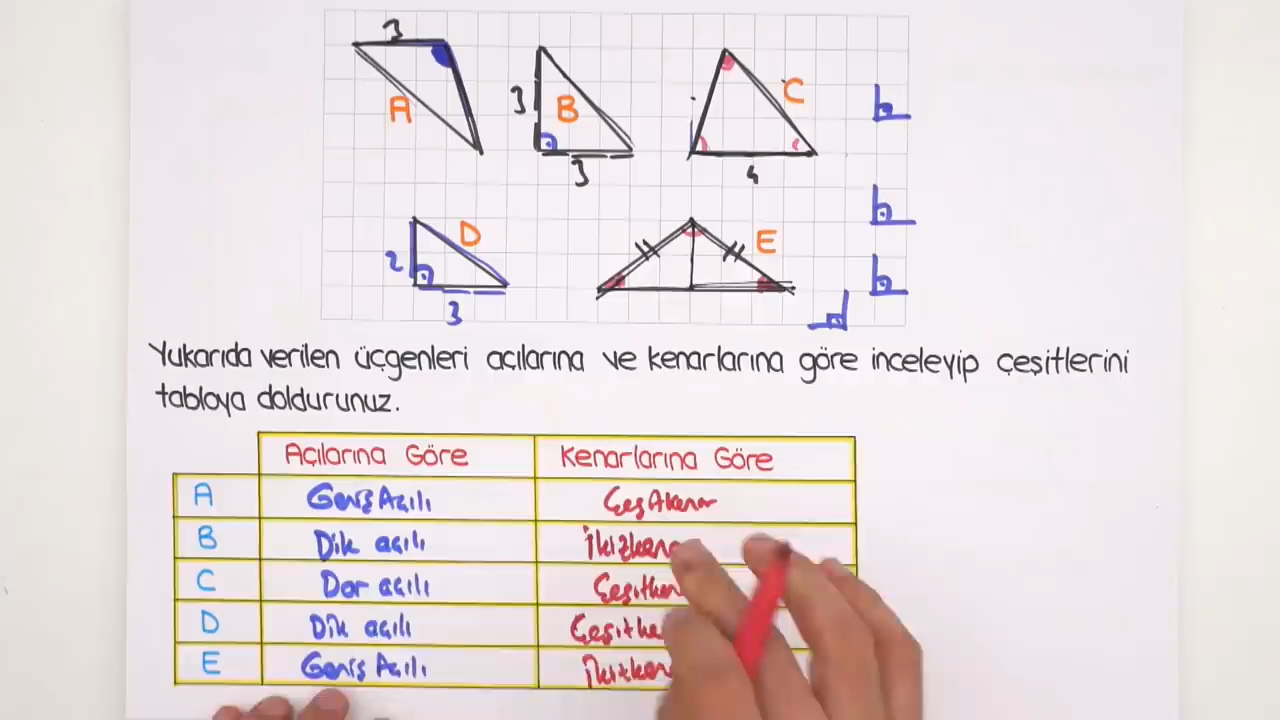 3
A
3
B
3
C
4
2
D
3
E
Yukarıda verilen üçgenleri açılarına ve kenarlarına göre inceleyip çeşitlerini
tabloya doldurunuz.
Açılarına Göre Kenarlarına Göre
A Geniş Açılı Çeşitkenar
B Dik açılı
C Dar açılı
D Dik açılı
E Geniş Açılı